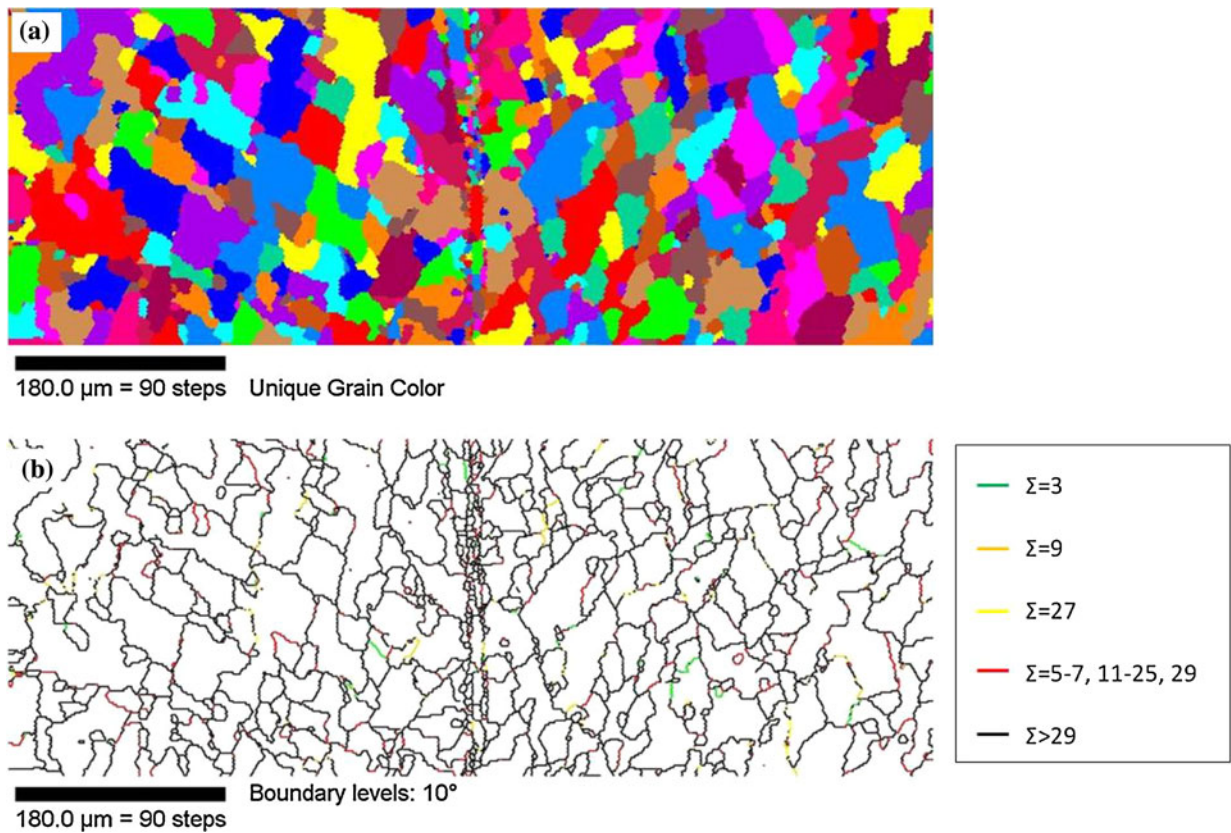 (a)
180.0 µm = 90 steps Unique Grain Color
(b)
Σ=3
Σ=9
Σ=27
Σ=5-7, 11-25, 29
Σ>29
Boundary levels: 10°
180.0 µm = 90 steps